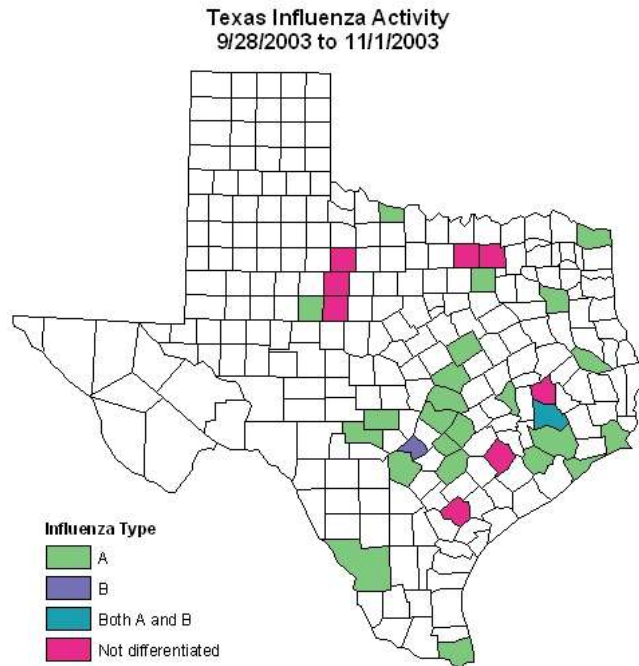 Texas Influenza Activity
9/28/2003 to 11/1/2003
Influenza Type
A
B
Both A and B
Not differentiated